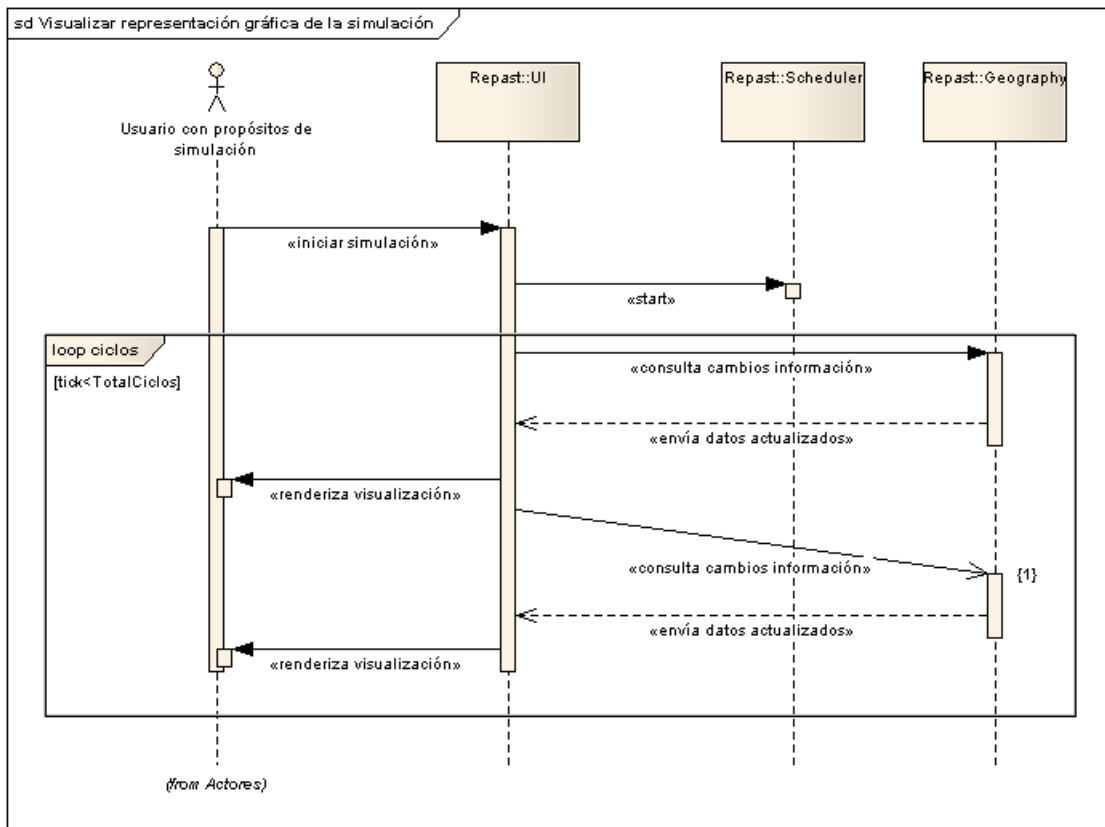 sd Visualizar representación gráfica de la simulación
Usuario con propósitos de
simulación
Repast::UI
Repast::Scheduler
Repast::Geography
«iniciar simulación»
«start»
loop ciclos
[tick<TotalCiclos]
«consulta cambios información»
«envía datos actualizados»
«renderiza visualización»
«consulta cambios información»
{1}
«envía datos actualizados»
«renderiza visualización»
(from Actores)